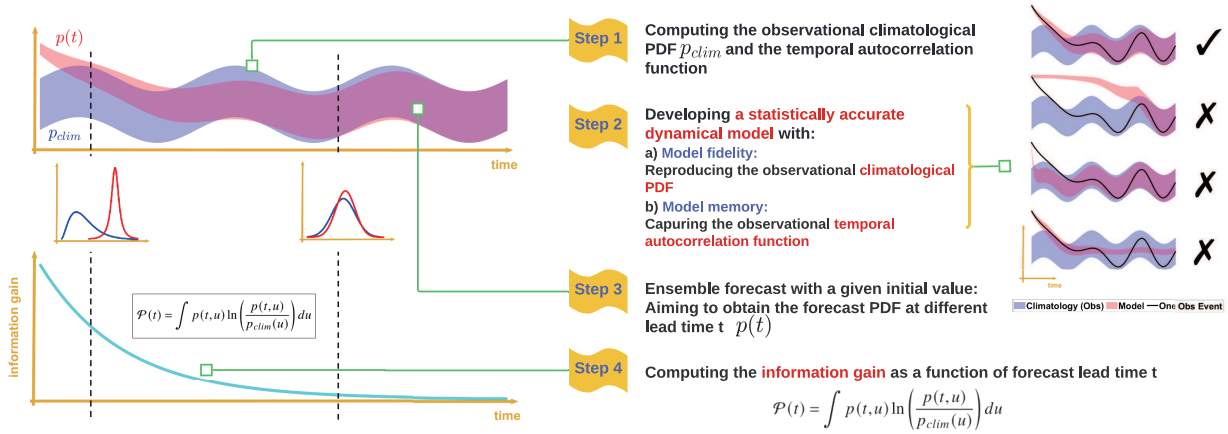 p(t)
p_clim
time
information gain
𝒫(t) = ∫ p(t,u) ln ( p(t,u) / p_clim(u) ) du
time
Step 1
Computing the observational climatological
PDF p_clim and the temporal autocorrelation
function
Step 2
Developing a statistically accurate
dynamical model with:
a) Model fidelity:
Reproducing the observational climatological
PDF
b) Model memory:
Capuring the observational temporal
autocorrelation function
Step 3
Ensemble forecast with a given initial value:
Aiming to obtain the forecast PDF at different
lead time t p(t)
Step 4
Computing the information gain as a function of forecast lead time t
𝒫(t) = ∫ p(t,u) ln ( p(t,u) / p_clim(u) ) du
✓
✗
✗
✗
time
Climatology (Obs) Model One Obs Event